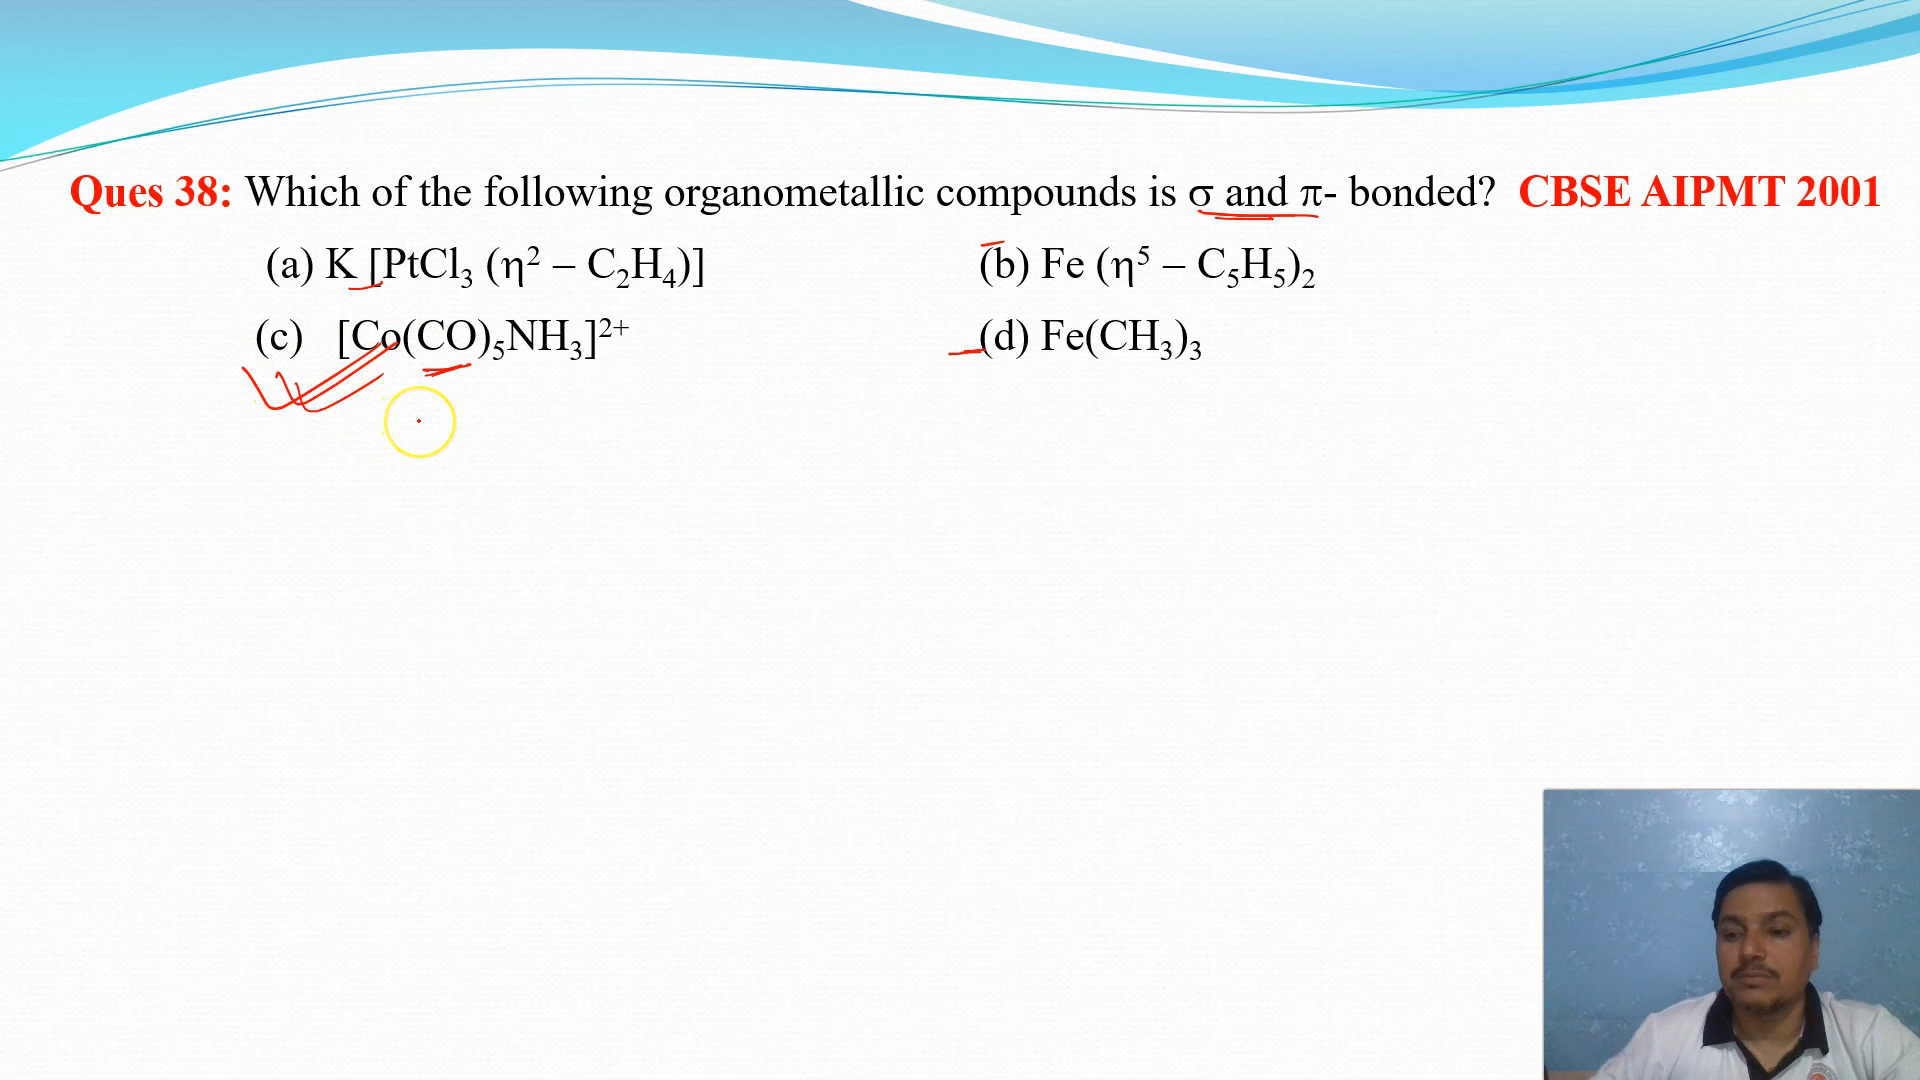 Ques 38: Which of the following organometallic compounds is σ and π- bonded? CBSE AIPMT 2001
(a) K [PtCl₃ (η² – C₂H₄)] (b) Fe (η⁵ – C₅H₅)₂
(c) [Co(CO)₅NH₃]²⁺ (d) Fe(CH₃)₃